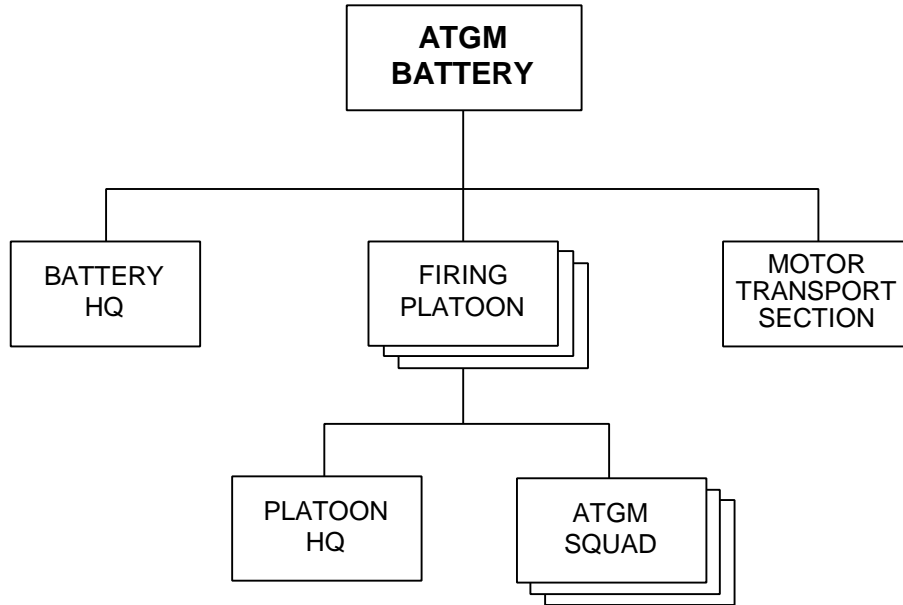 ATGM
BATTERY
BATTERY
HQ
FIRING
PLATOON
MOTOR
TRANSPORT
SECTION
PLATOON
HQ
ATGM
SQUAD